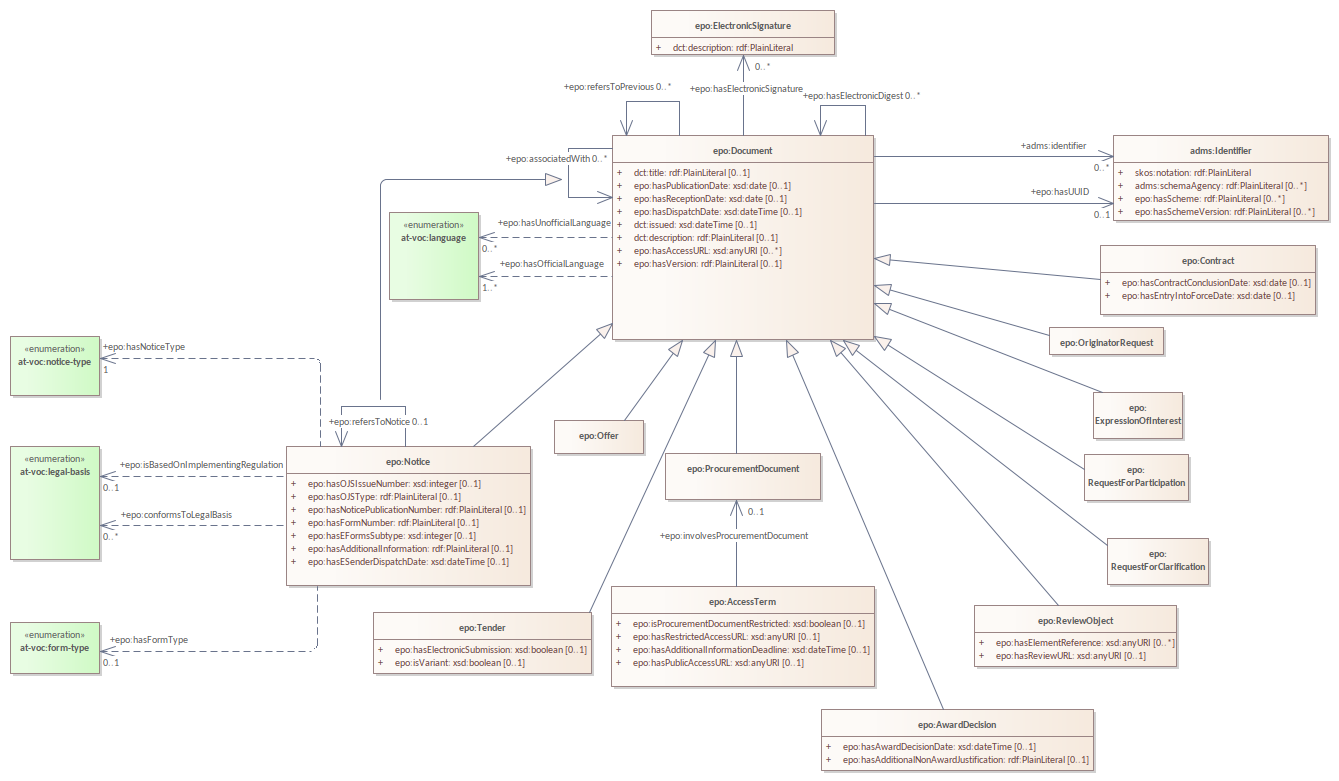 epo:ElectronicSignature
+ dct:description: rdf:PlainLiteral
0..*
+epo:refersToPrevious 0..*
+epo:hasElectronicSignature
+epo:hasElectronicDigest 0..*
epo:Document
+ dct:title: rdf:PlainLiteral [0..1]
+ epo:hasPublicationDate: xsd:date [0..1]
+ epo:hasReceptionDate: xsd:date [0..1]
+ epo:hasDispatchDate: xsd:dateTime [0..1]
+ dct:issued: xsd:dateTime [0..1]
+ dct:description: rdf:PlainLiteral [0..1]
+ epo:hasAccessURL: xsd:anyURI [0..*]
+ epo:hasVersion: rdf:PlainLiteral [0..1]
+epo:associatedWith 0..*
+adms:identifier
0..*
+epo:hasUUID
0..1
adms:Identifier
+ skos:notation: rdf:PlainLiteral
+ adms:schemaAgency: rdf:PlainLiteral [0..*]
+ epo:hasScheme: rdf:PlainLiteral [0..*]
+ epo:hasSchemeVersion: rdf:PlainLiteral [0..*]
«enumeration»
at-voc:language
+epo:hasUnofficialLanguage
0..*
+epo:hasOfficialLanguage
1..*
epo:Contract
+ epo:hasContractConclusionDate: xsd:date [0..1]
+ epo:hasEntryIntoForceDate: xsd:date [0..1]
epo:OriginatorRequest
«enumeration»
at-voc:notice-type
+epo:hasNoticeType
1
epo:
ExpressionOfInterest
+epo:refersToNotice 0..1
epo:Offer
epo:ProcurementDocument
epo:
RequestForParticipation
«enumeration»
at-voc:legal-basis
+epo:isBasedOnImplementingRegulation
0..1
+epo:conformsToLegalBasis
0..*
epo:Notice
+ epo:hasOJSIssueNumber: xsd:integer [0..1]
+ epo:hasOJSType: rdf:PlainLiteral [0..1]
+ epo:hasNoticePublicationNumber: rdf:PlainLiteral [0..1]
+ epo:hasFormNumber: rdf:PlainLiteral [0..1]
+ epo:hasEFormsSubtype: xsd:integer [0..1]
+ epo:hasAdditionalInformation: rdf:PlainLiteral [0..1]
+ epo:hasESenderDispatchDate: xsd:dateTime [0..1]
0..1
+epo:involvesProcurementDocument
epo:
RequestForClarification
«enumeration»
at-voc:form-type
+epo:hasFormType
0..1
epo:Tender
+ epo:hasElectronicSubmission: xsd:boolean [0..1]
+ epo:isVariant: xsd:boolean [0..1]
epo:AccessTerm
+ epo:isProcurementDocumentRestricted: xsd:boolean [0..1]
+ epo:hasRestrictedAccessURL: xsd:anyURI [0..1]
+ epo:hasAdditionalInformationDeadline: xsd:dateTime [0..1]
+ epo:hasPublicAccessURL: xsd:anyURI [0..1]
epo:ReviewObject
+ epo:hasElementReference: xsd:anyURI [0..*]
+ epo:hasReviewURL: xsd:anyURI [0..1]
epo:AwardDecision
+ epo:hasAwardDecisionDate: xsd:dateTime [0..1]
+ epo:hasAdditionalNonAwardJustification: rdf:PlainLiteral [0..1]